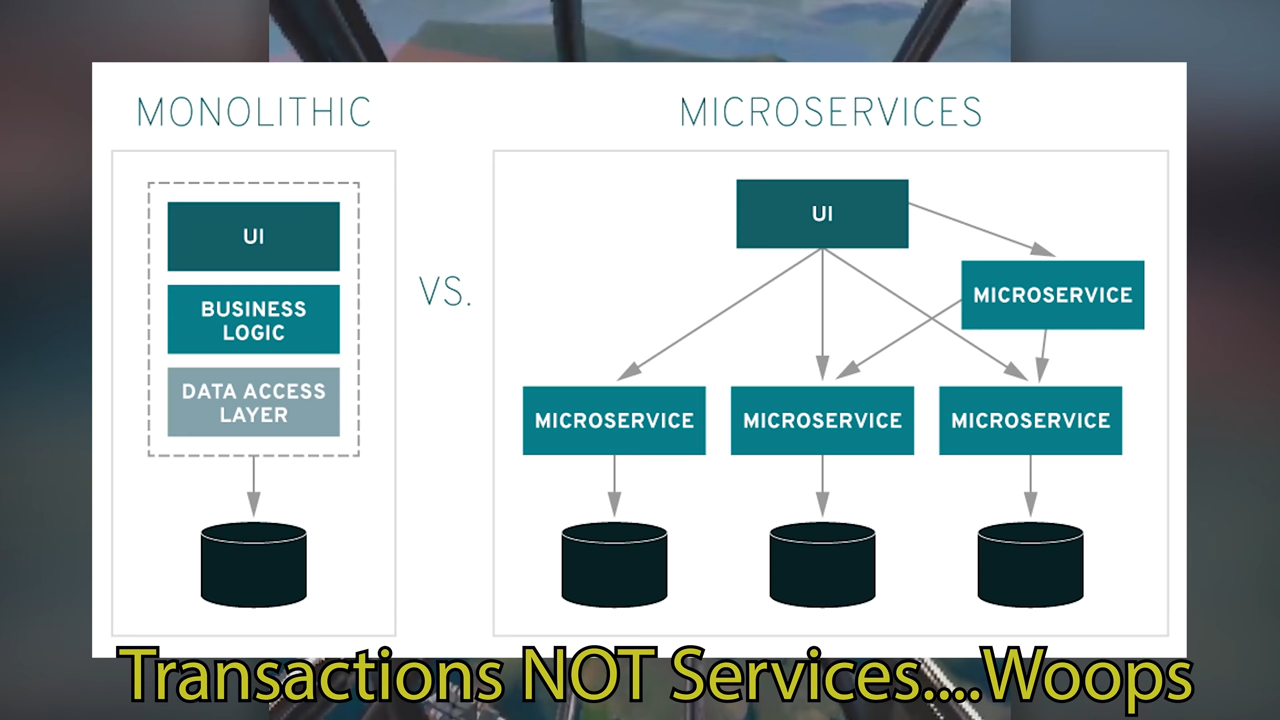 MONOLITHIC
UI
BUSINESS
LOGIC
DATA ACCESS
LAYER
VS.
MICROSERVICES
UI
MICROSERVICE
MICROSERVICE
MICROSERVICE
MICROSERVICE
Transactions NOT Services....Woops